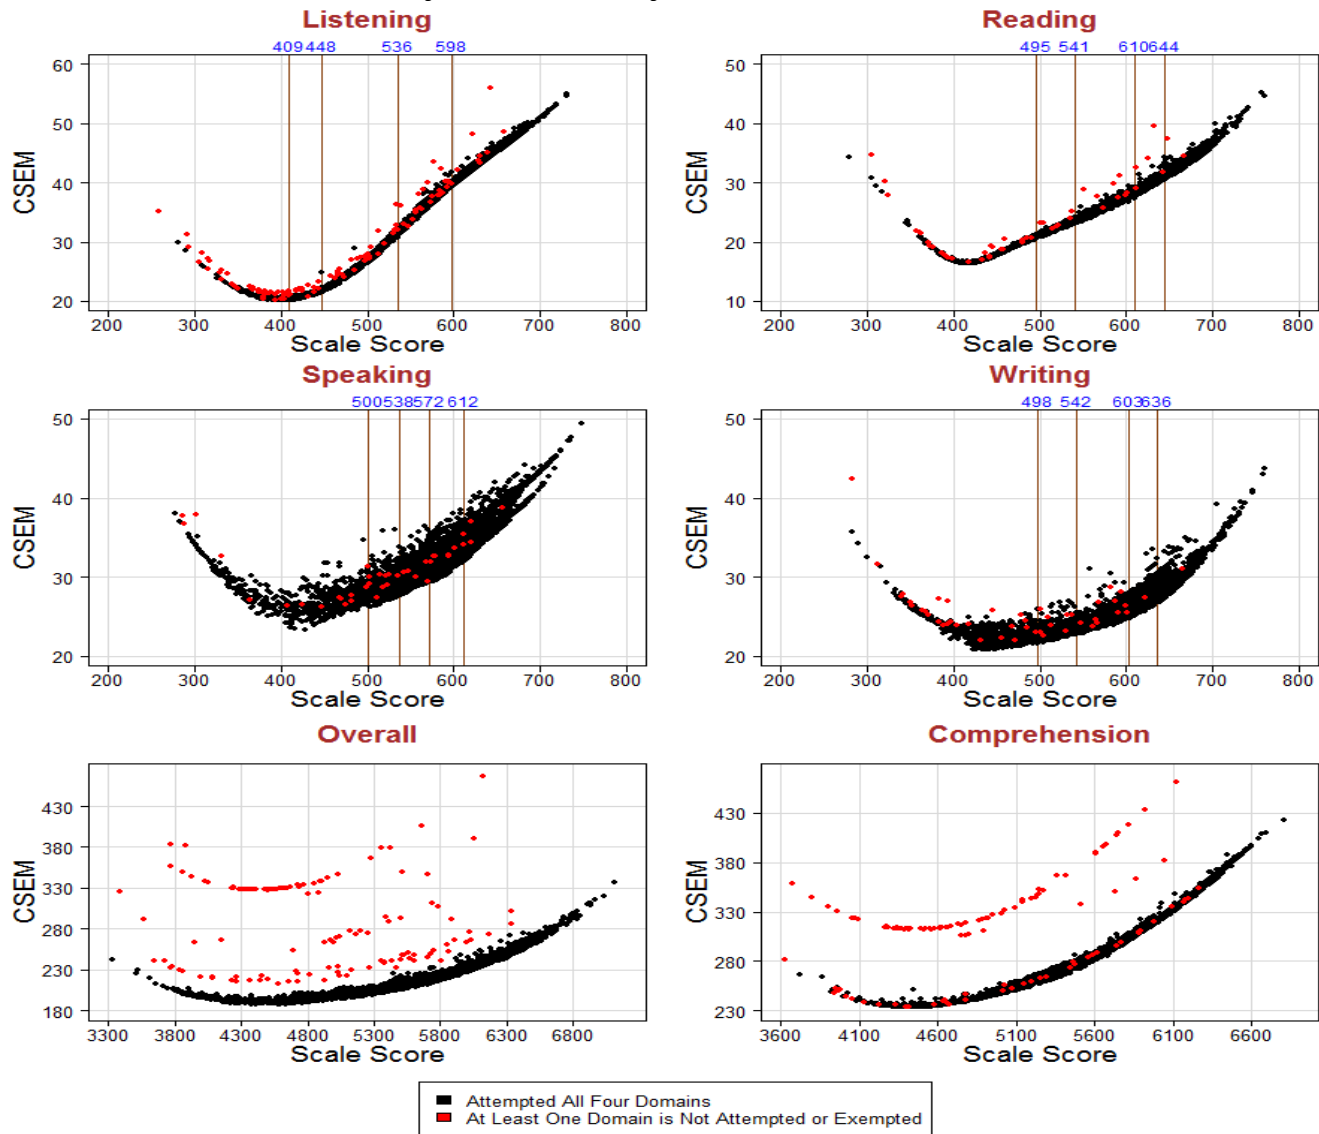 Listening
409 448 536 598
60
50
40
30
20
CSEM
200 300 400 500 600 700 800
Scale Score
Reading
495 541 610 644
50
40
30
20
10
CSEM
200 300 400 500 600 700 800
Scale Score
Speaking
500 538 572 612
50
40
30
20
CSEM
200 300 400 500 600 700 800
Scale Score
Writing
498 542 603 636
50
40
30
20
CSEM
200 300 400 500 600 700 800
Scale Score
Overall
430
380
330
280
230
180
CSEM
3300 3800 4300 4800 5300 5800 6300 6800
Scale Score
Comprehension
430
380
330
280
230
CSEM
3600 4100 4600 5100 5600 6100 6600
Scale Score
Attempted All Four Domains
At Least One Domain is Not Attempted or Exempted